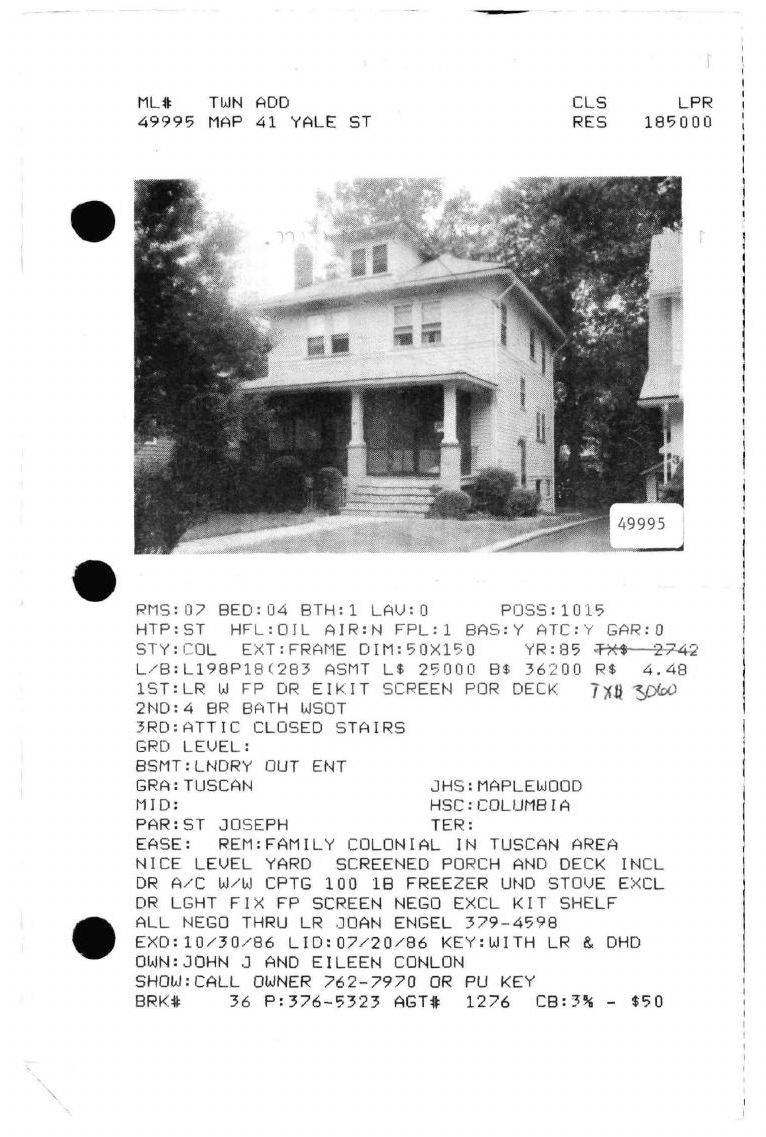 ML#   TWN ADD   CLS   LPR
49995 MAP 41 YALE ST   RES   185000
49995
RMS:07 BED:04 BTH:1 LAV:0   POSS:1015
HTP:ST  HFL:OIL AIR:N FPL:1 BAS:Y ATC:Y GAR:0
STY:COL  EXT:FRAME DIM:50X150   YR:85 TX$  2742
L/B:L198P18(283 ASMT L$ 25000 B$ 36200 R$  4.48
1ST:LR W FP DR EIKIT SCREEN POR DECK   TX# 3060
2ND:4 BR BATH WSOT
3RD:ATTIC CLOSED STAIRS
GRD LEVEL:
BSMT:LNDRY OUT ENT
GRA:TUSCAN   JHS:MAPLEWOOD
MID:   HSC:COLUMBIA
PAR:ST JOSEPH   TER:
EASE:  REM:FAMILY COLONIAL IN TUSCAN AREA
NICE LEVEL YARD  SCREENED PORCH AND DECK INCL
DR A/C W/W CPTG 100 1B FREEZER UND STOVE EXCL
DR LGHT FIX FP SCREEN NEGO EXCL KIT SHELF
ALL NEGO THRU LR JOAN ENGEL 379-4598
EXD:10/30/86 LID:07/20/86 KEY:WITH LR & DHD
OWN:JOHN J AND EILEEN CONLON
SHOW:CALL OWNER 762-7970 OR PU KEY
BRK#    36 P:376-5323 AGT#  1276  CB:3% - $50